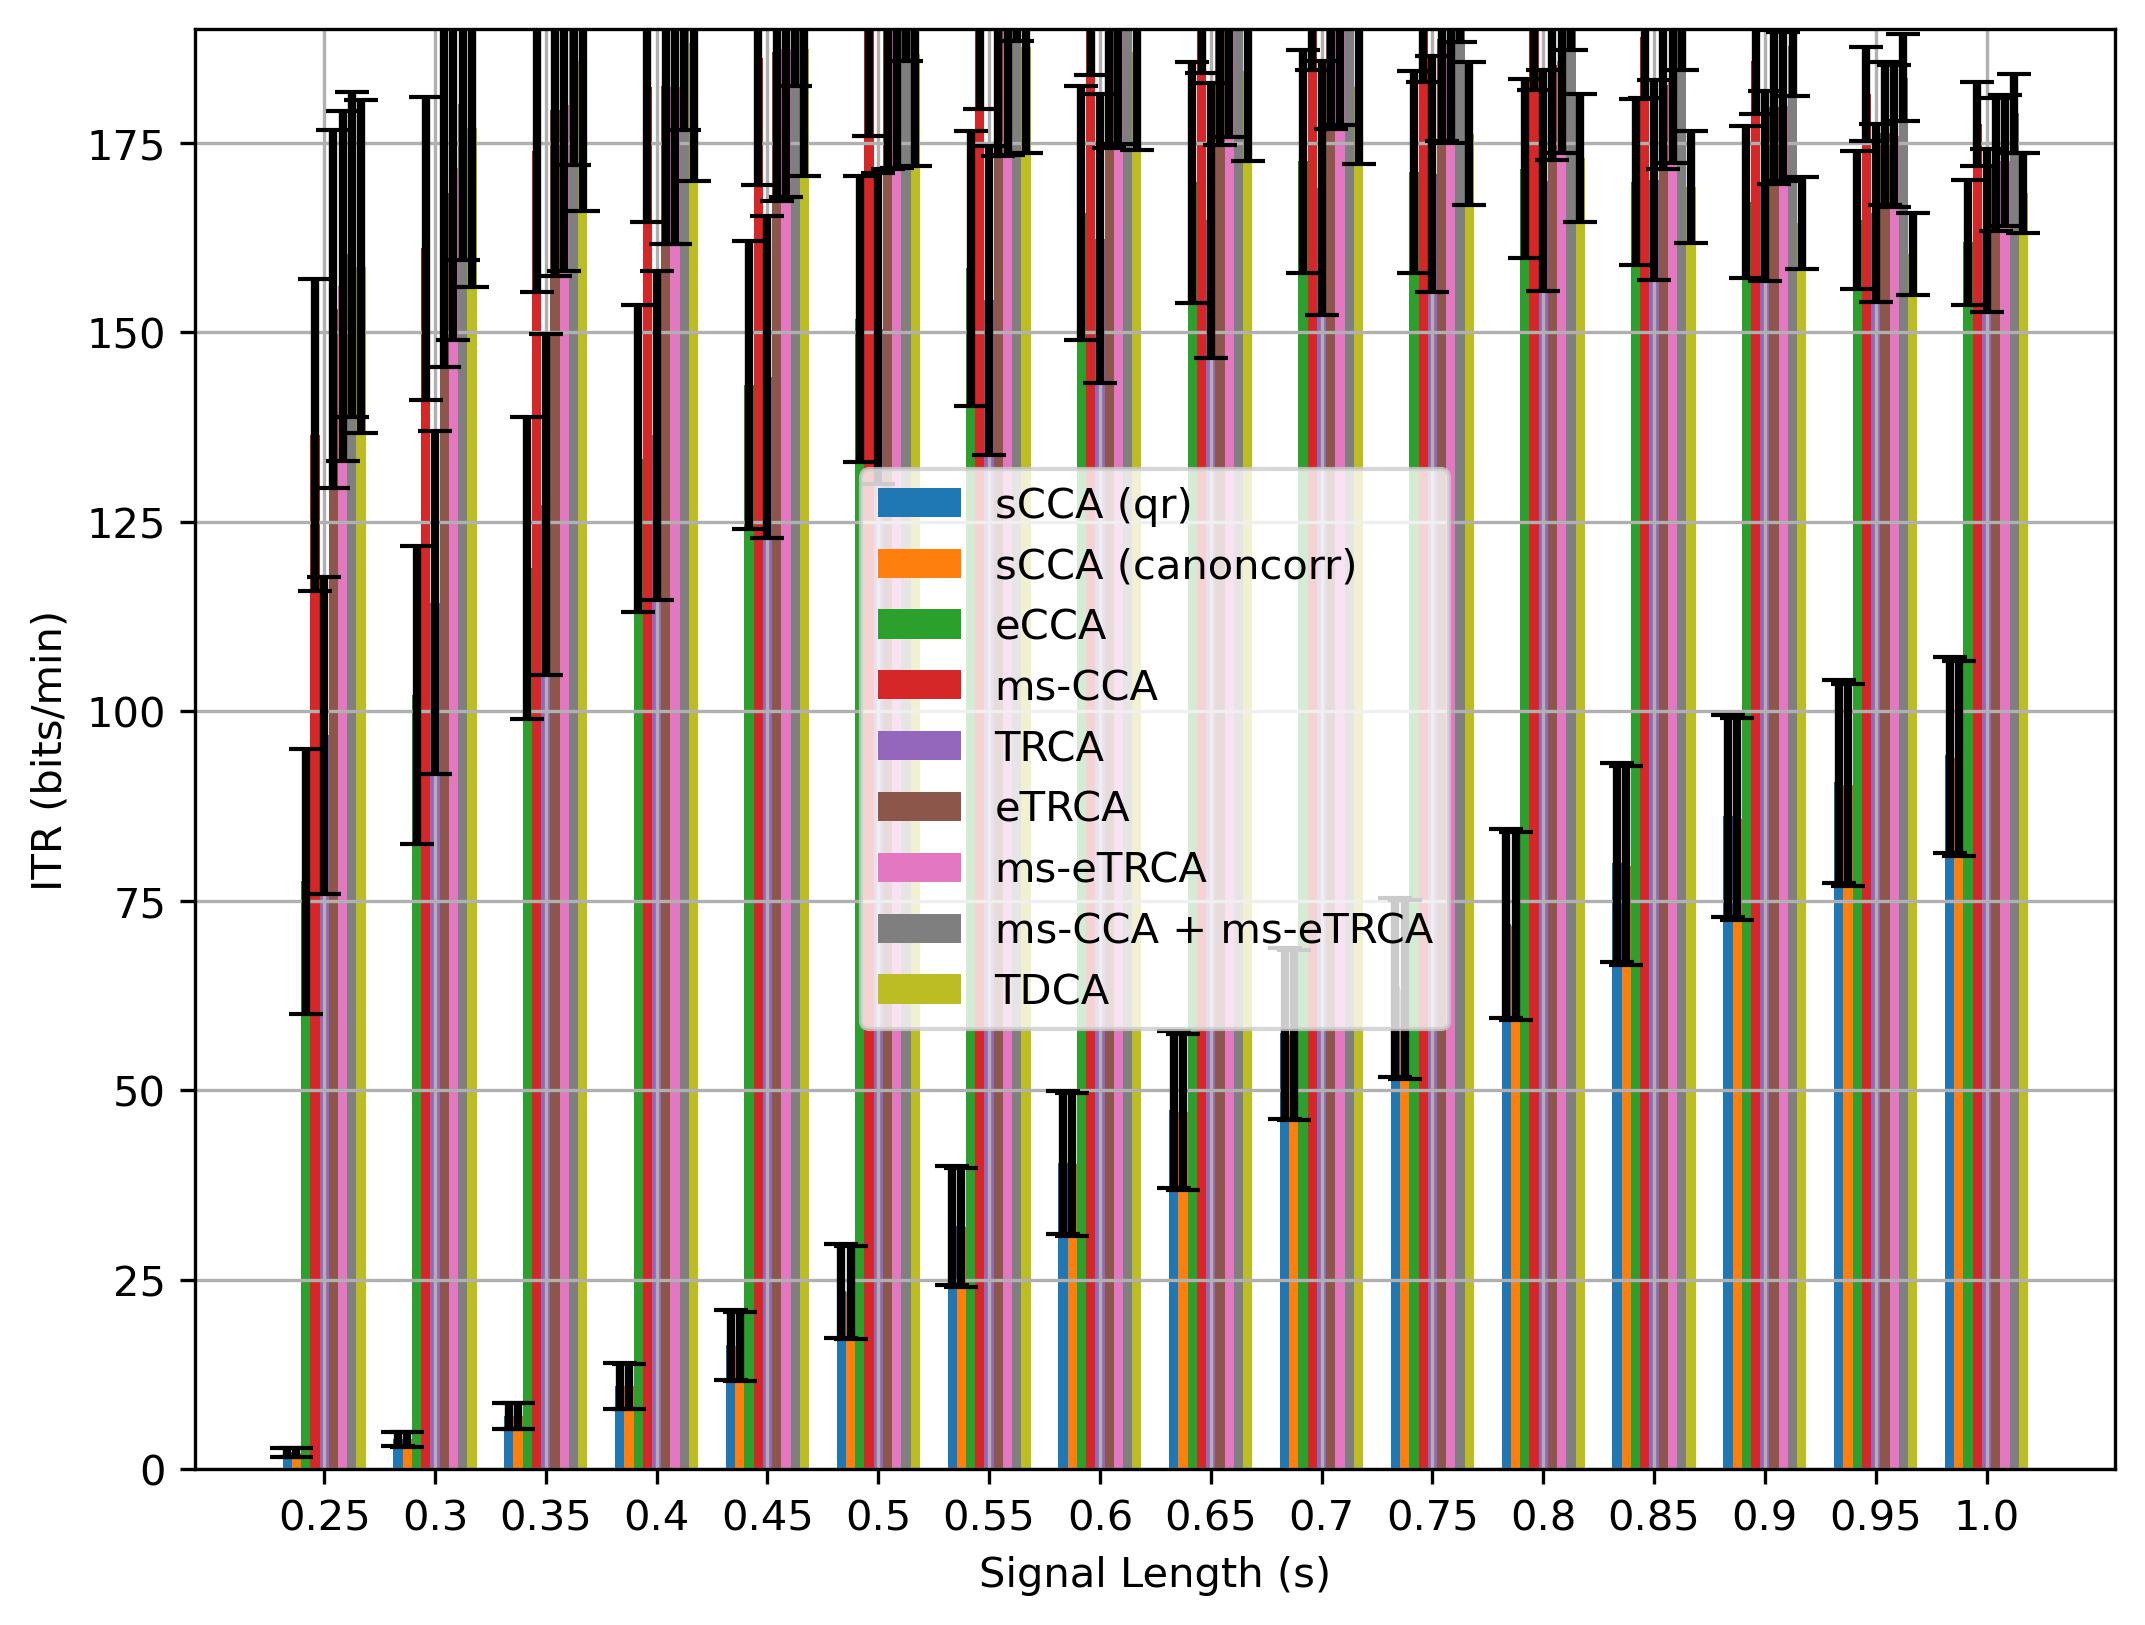 ITR (bits/min)
175
150
125
100
75
50
25
0
sCCA (qr)
sCCA (canoncorr)
eCCA
ms-CCA
TRCA
eTRCA
ms-eTRCA
ms-CCA + ms-eTRCA
TDCA
0.25 0.3 0.35 0.4 0.45 0.5 0.55 0.6 0.65 0.7 0.75 0.8 0.85 0.9 0.95 1.0
Signal Length (s)